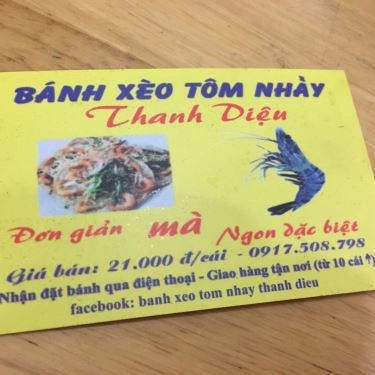 BÁNH XÈO TÔM NHẢY
Thanh Diệu
Đơn giản mà Ngon đặc biệt
Giá bán: 21.000 đ/cái - 0917.508.798
Nhận đặt bánh qua điện thoại - Giao hàng tận nơi (từ 10 cái ↑)
facebook: banh xeo tom nhay thanh dieu